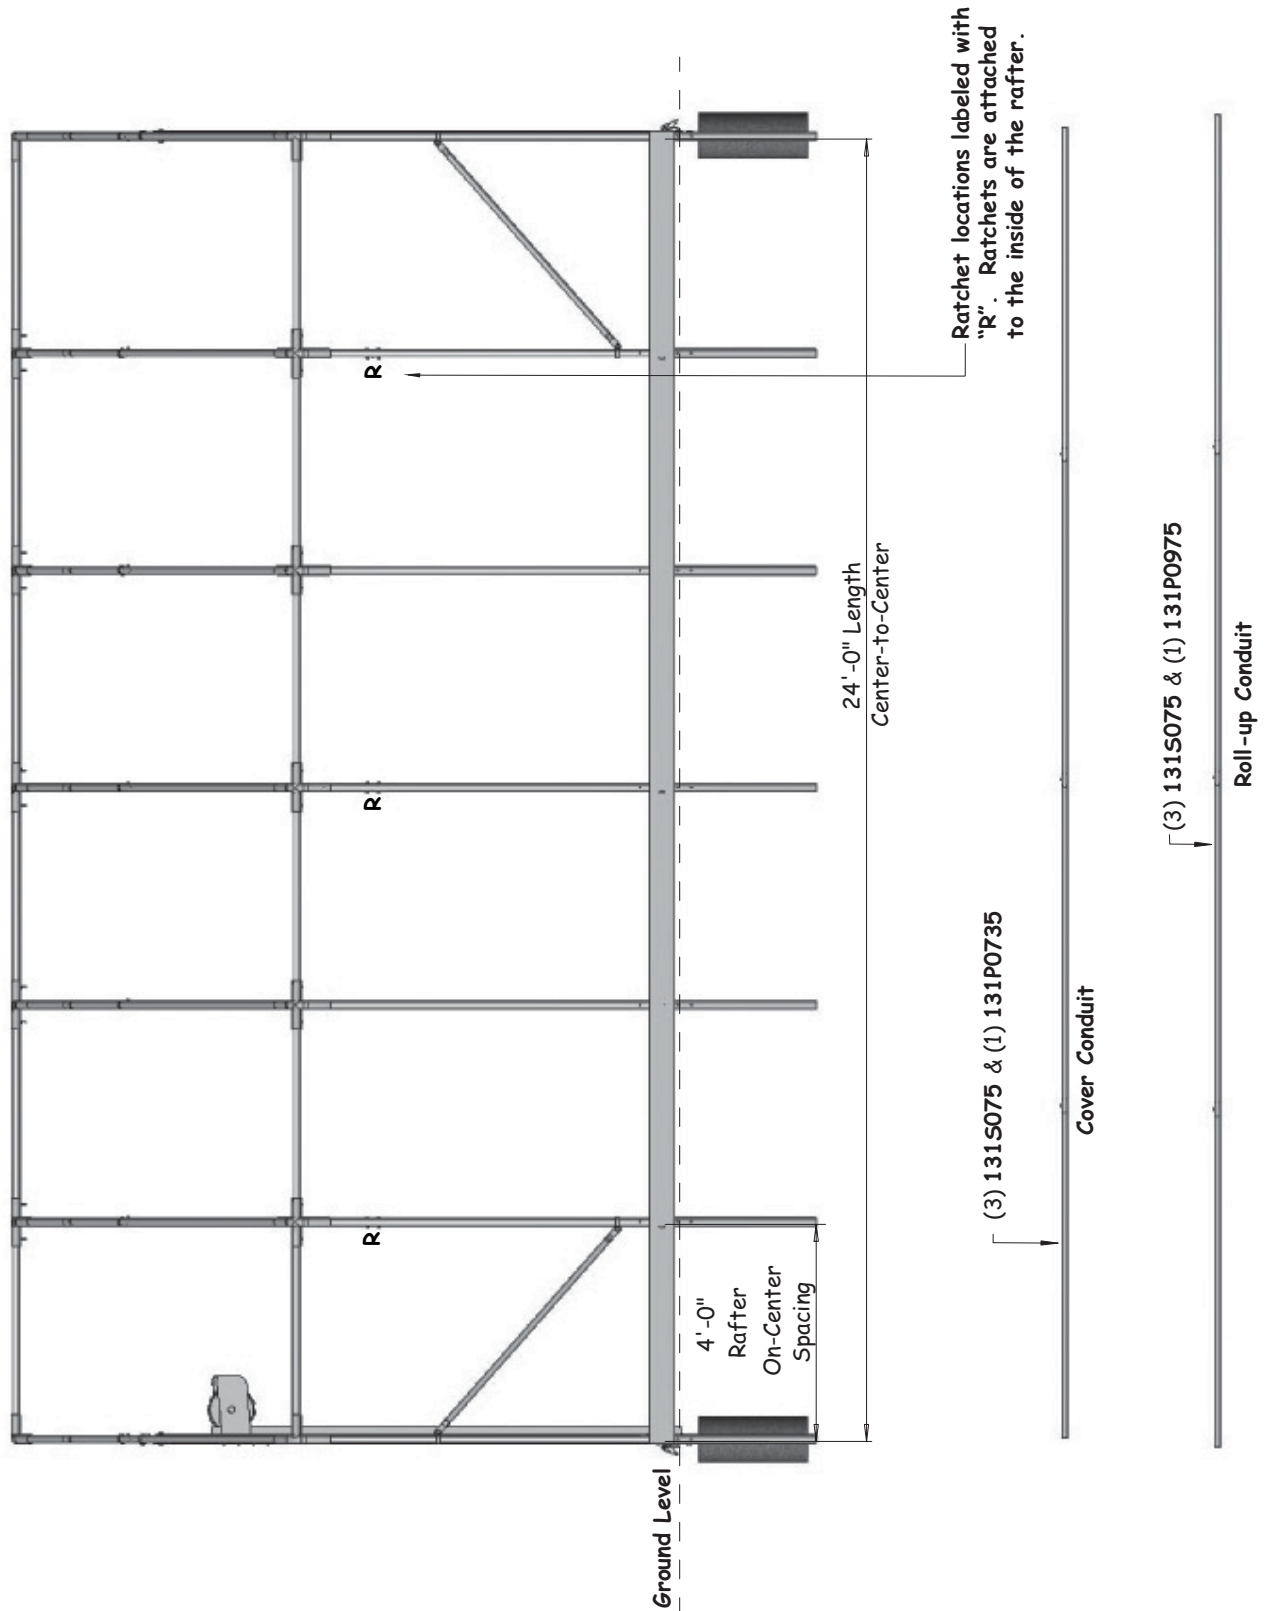 Ratchet locations labeled with
"R". Ratchets are attached
to the inside of the rafter.
R
R
R
Ground Level
4'-0"
Rafter
On-Center
Spacing
24'-0" Length
Center-to-Center
(3) 131S075 & (1) 131P0735
Cover Conduit
(3) 131S075 & (1) 131P0975
Roll-up Conduit